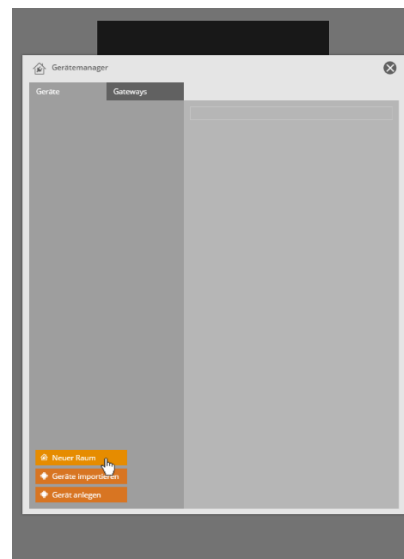 Gerätemanager
Geräte
Gateways
Neuer Raum
Geräte importieren
Gerät anlegen